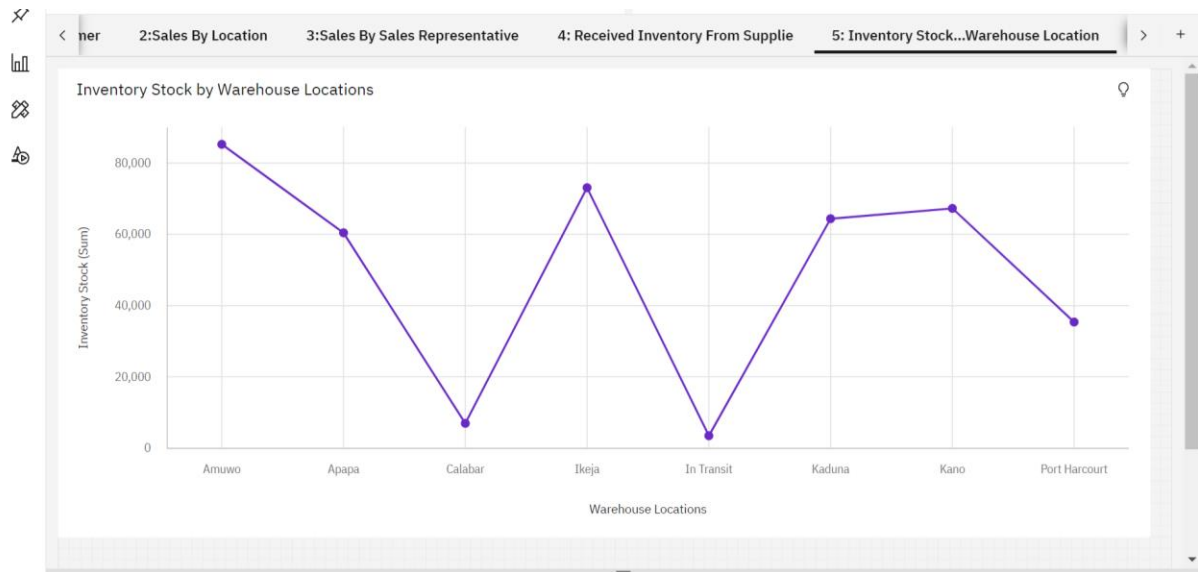 mer
2:Sales By Location
3:Sales By Sales Representative
4: Received Inventory From Supplie
5: Inventory Stock...Warehouse Location
Inventory Stock by Warehouse Locations
Inventory Stock (Sum)
80,000
60,000
40,000
20,000
0
Amuwo
Apapa
Calabar
Ikeja
In Transit
Kaduna
Kano
Port Harcourt
Warehouse Locations